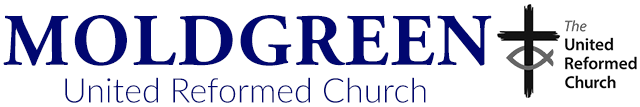 MOLDGREEN
United Reformed Church
The
United
Reformed
Church